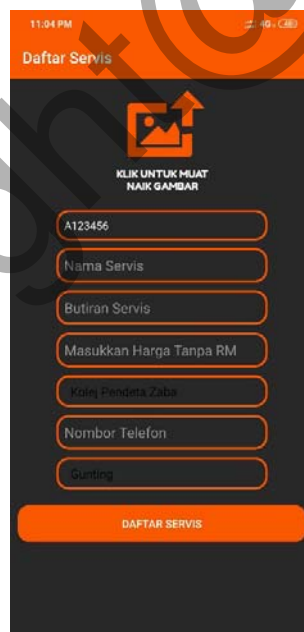 11:04 PM
4G
Daftar Servis
KLIK UNTUK MUAT
NAIK GAMBAR
A123456
Nama Servis
Butiran Servis
Masukkan Harga Tanpa RM
Kolej Pendeta Zaba
Nombor Telefon
Gunting
DAFTAR SERVIS